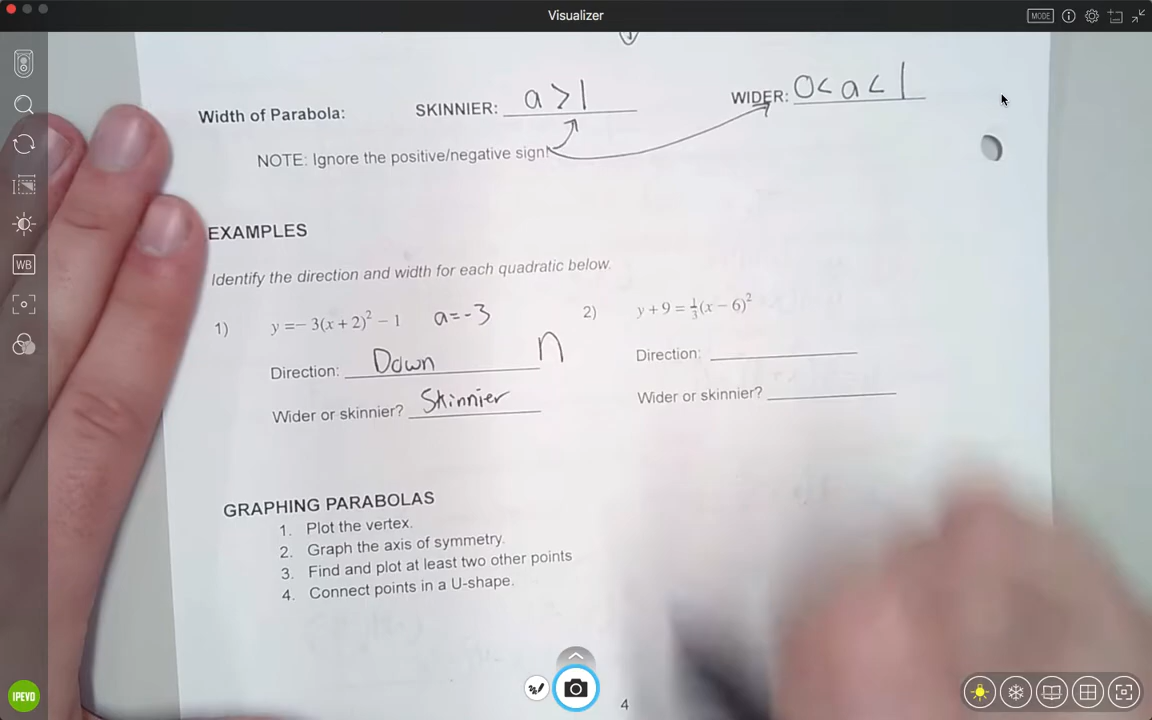 Visualizer
MODE
WB
Width of Parabola: SKINNIER: a > 1 WIDER: 0 < a < 1
NOTE: Ignore the positive/negative sign!
EXAMPLES
Identify the direction and width for each quadratic below.
1) y = − 3(x + 2)² − 1 a = -3 2) y + 9 = 1/3(x − 6)²
Direction: Down ∩ Direction:
Wider or skinnier? Skinnier Wider or skinnier?
GRAPHING PARABOLAS
1. Plot the vertex.
2. Graph the axis of symmetry.
3. Find and plot at least two other points
4. Connect points in a U-shape.
IPEVO
4